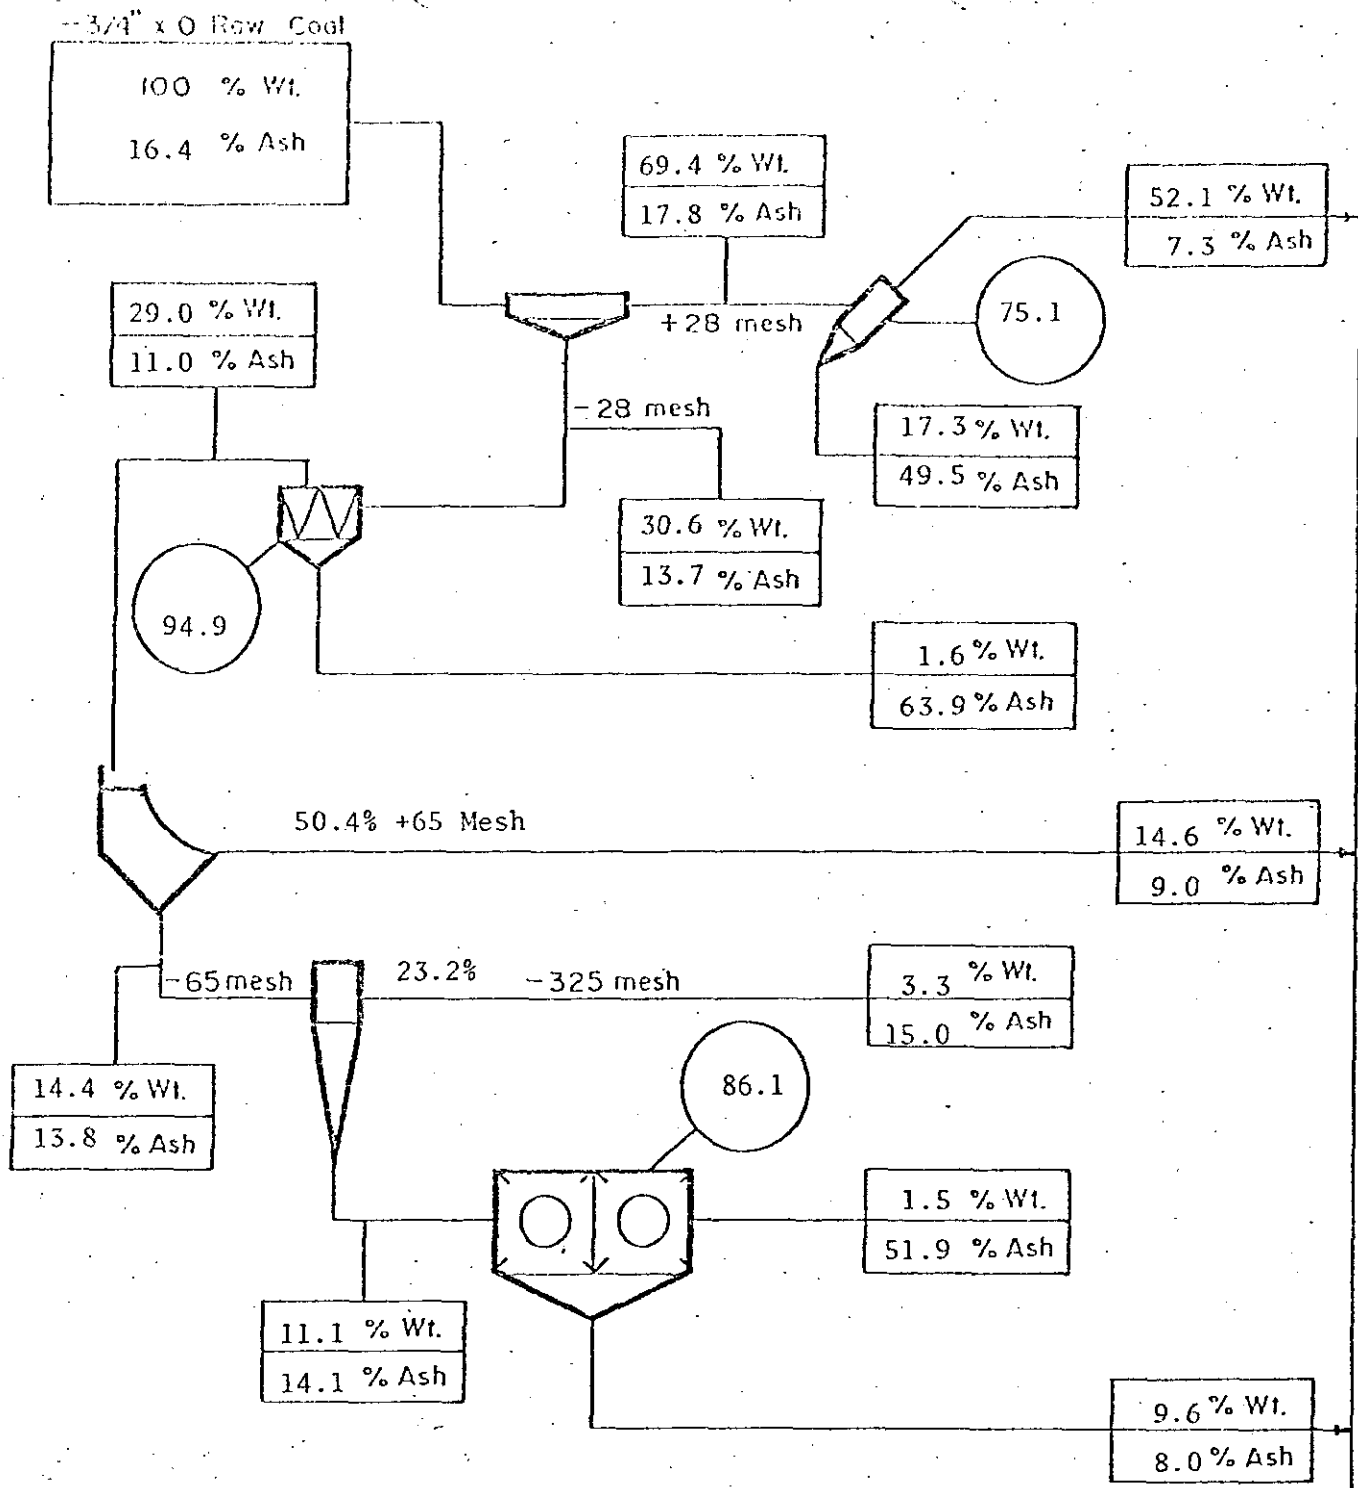 -3/4" x 0 Raw Coal
100 % Wt.
16.4 % Ash
69.4 % Wt.
17.8 % Ash
52.1 % Wt.
7.3 % Ash
29.0 % Wt.
11.0 % Ash
+28 mesh
75.1
-28 mesh
17.3 % Wt.
49.5 % Ash
30.6 % Wt.
13.7 % Ash
94.9
1.6 % Wt.
63.9 % Ash
50.4% +65 Mesh
14.6 % Wt.
9.0 % Ash
-65 mesh
23.2% -325 mesh
3.3 % Wt.
15.0 % Ash
14.4 % Wt.
13.8 % Ash
86.1
1.5 % Wt.
51.9 % Ash
11.1 % Wt.
14.1 % Ash
9.6 % Wt.
8.0 % Ash